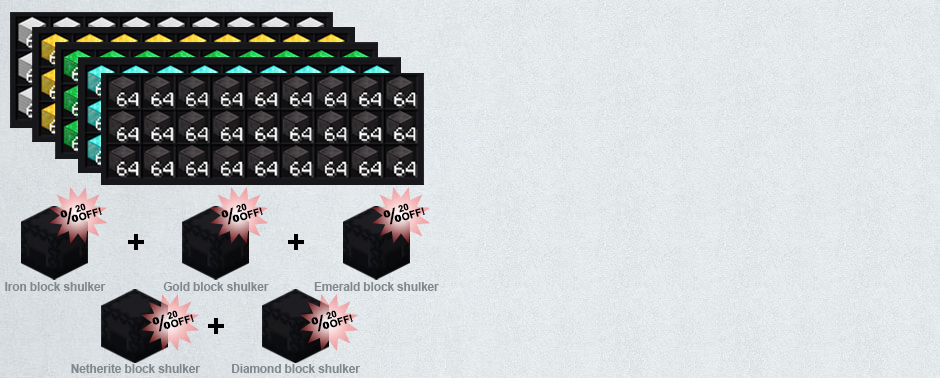 64 64 64 64 64 64 64 64 64
64 64 64 64 64 64 64 64 64
64 64 64 64 64 64 64 64 64
%20 OFF! %20 OFF! %20 OFF!
+ +
Iron block shulker Gold block shulker Emerald block shulker
%20 OFF! %20 OFF!
+
Netherite block shulker Diamond block shulker